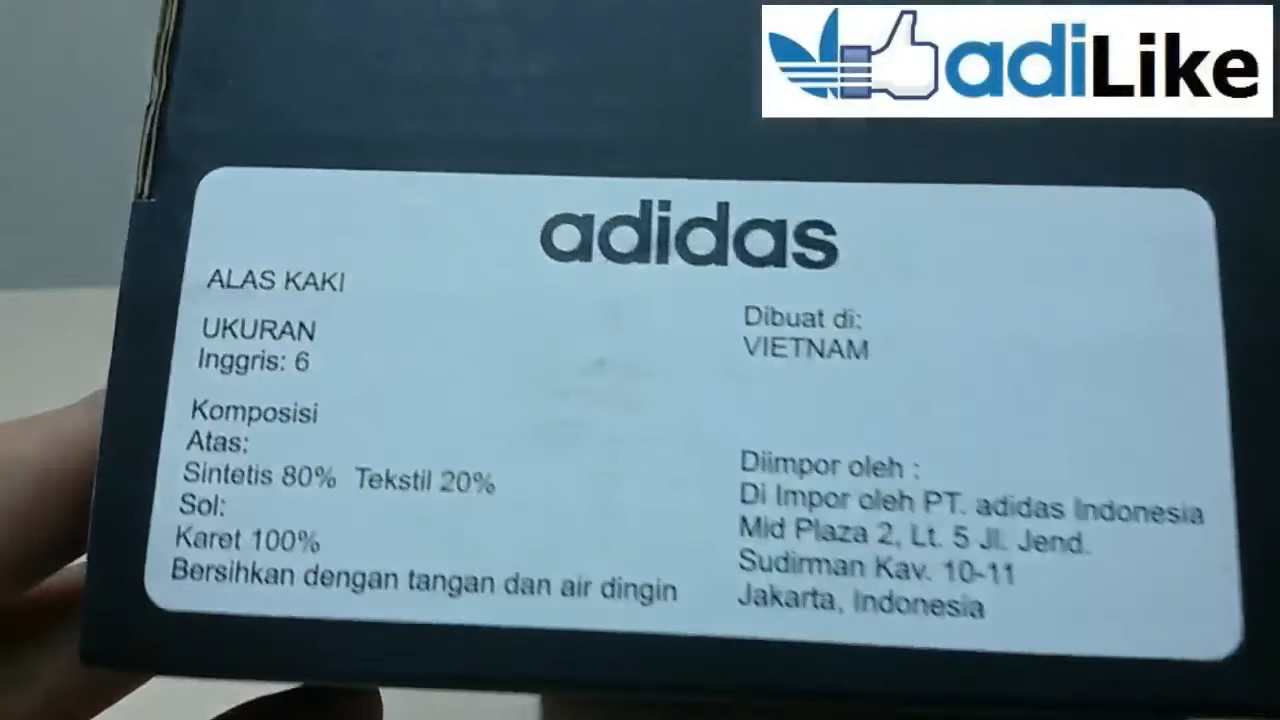 adiLike
adidas
ALAS KAKI
UKURAN
Inggris: 6
Komposisi
Atas:
Sintetis 80% Tekstil 20%
Sol:
Karet 100%
Bersihkan dengan tangan dan air dingin
Dibuat di:
VIETNAM
Diimpor oleh :
Di Impor oleh PT. adidas Indonesia
Mid Plaza 2, Lt. 5 Jl. Jend.
Sudirman Kav. 10-11
Jakarta, Indonesia